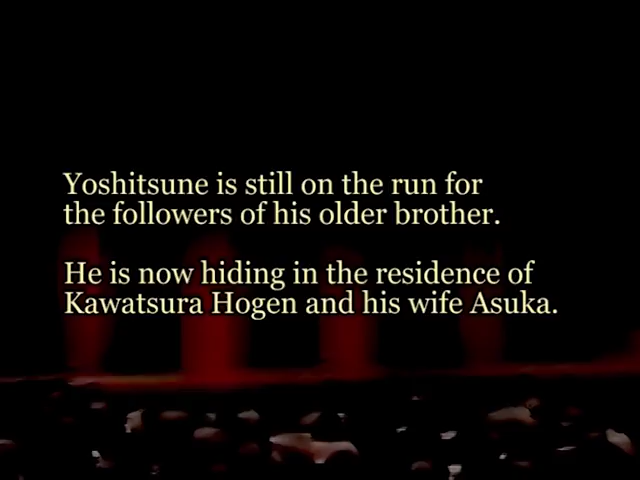 Yoshitsune is still on the run for
the followers of his older brother.
He is now hiding in the residence of
Kawatsura Hogen and his wife Asuka.